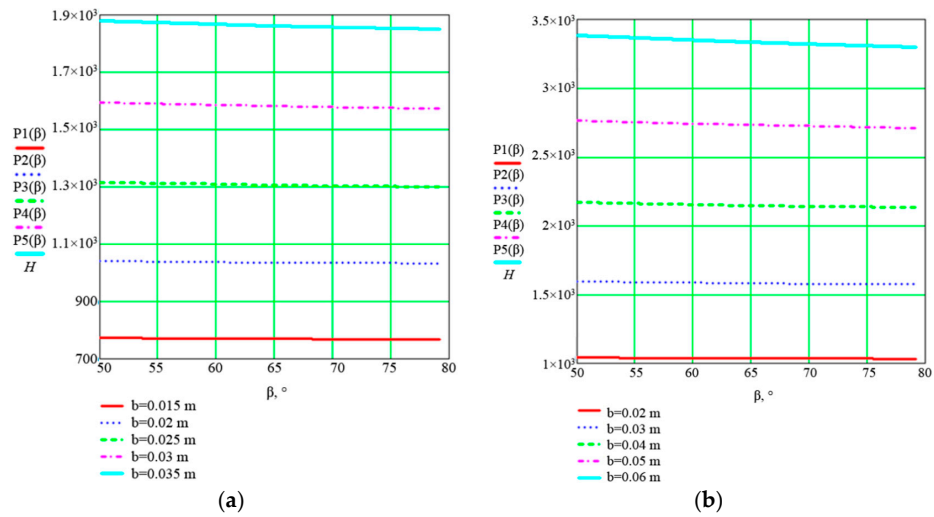 1.9×10³
1.7×10³
1.5×10³
1.3×10³
1.1×10³
900
700
P1(β)
P2(β)
P3(β)
P4(β)
P5(β)
H
50 55 60 65 70 75 80
β, °
b=0.015 m
b=0.02 m
b=0.025 m
b=0.03 m
b=0.035 m
(a)
3.5×10³
3×10³
2.5×10³
2×10³
1.5×10³
1×10³
P1(β)
P2(β)
P3(β)
P4(β)
P5(β)
H
50 55 60 65 70 75 80
β, °
b=0.02 m
b=0.03 m
b=0.04 m
b=0.05 m
b=0.06 m
(b)